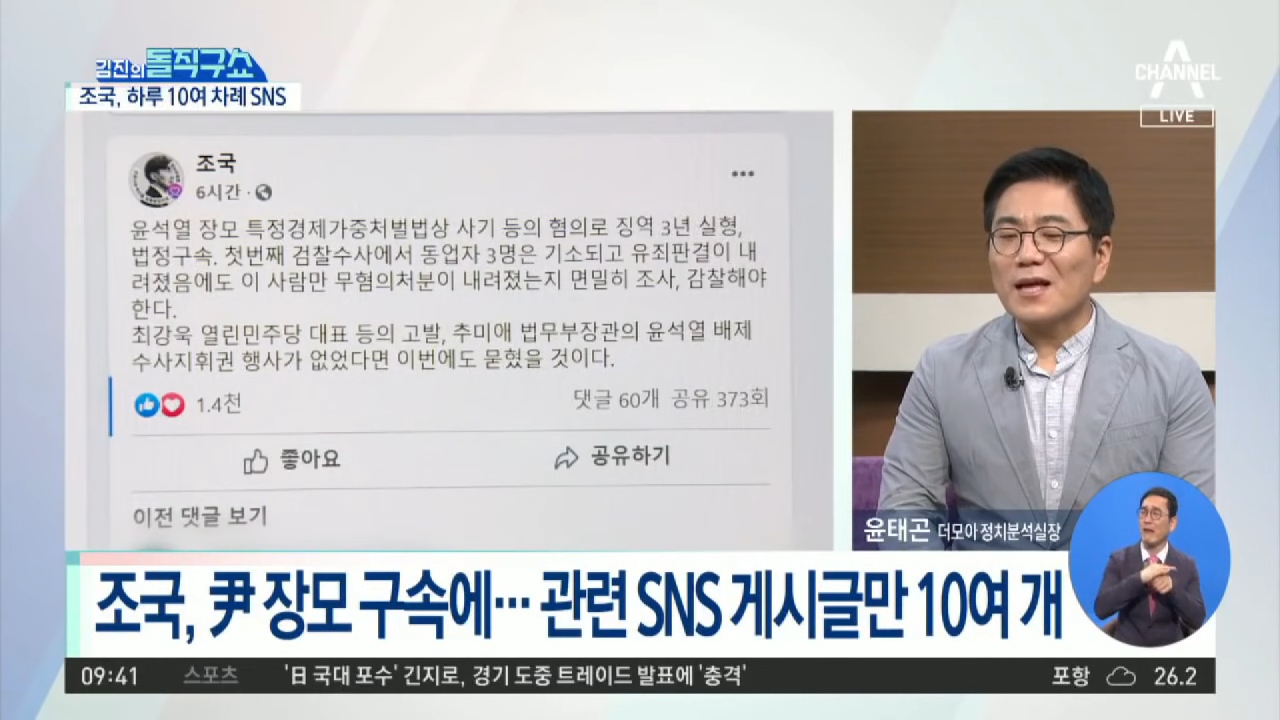 김진의 돌직구쇼
조국, 하루 10여 차례 SNS
CHANNEL A
LIVE
조국
6시간
윤석열 장모 특정경제가중처벌법상 사기 등의 혐의로 징역 3년 실형,
법정구속. 첫번째 검찰수사에서 동업자 3명은 기소되고 유죄판결이 내
려졌음에도 이 사람만 무혐의처분이 내려졌는지 면밀히 조사, 감찰해야
한다.
최강욱 열린민주당 대표 등의 고발, 추미애 법무부장관의 윤석열 배제
수사지휘권 행사가 없었다면 이번에도 묻혔을 것이다.
1.4천 댓글 60개 공유 373회
좋아요 공유하기
이전 댓글 보기
윤태곤 더모아 정치분석실장
조국, 尹 장모 구속에… 관련 SNS 게시글만 10여 개
09:41 스포츠 '日 국대 포수' 긴지로, 경기 도중 트레이드 발표에 '충격' 포항 26.2